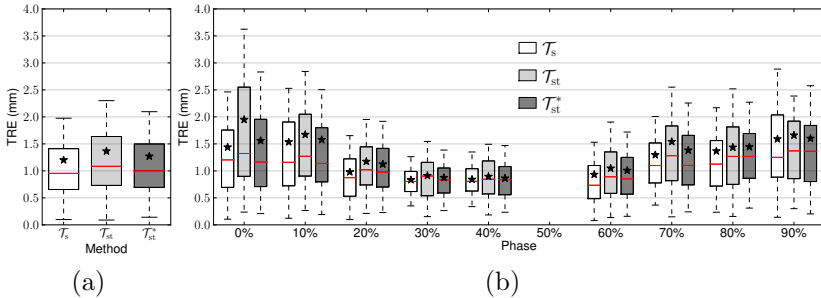 4.0
3.5
3.0
2.5
2.0
1.5
1.0
0.5
0.0
TRE (mm)
𝒯s 𝒯st 𝒯*st
Method
(a)
4.0
3.5
3.0
2.5
2.0
1.5
1.0
0.5
0.0
TRE (mm)
𝒯s
𝒯st
𝒯*st
0% 10% 20% 30% 40% 50% 60% 70% 80% 90%
Phase
(b)